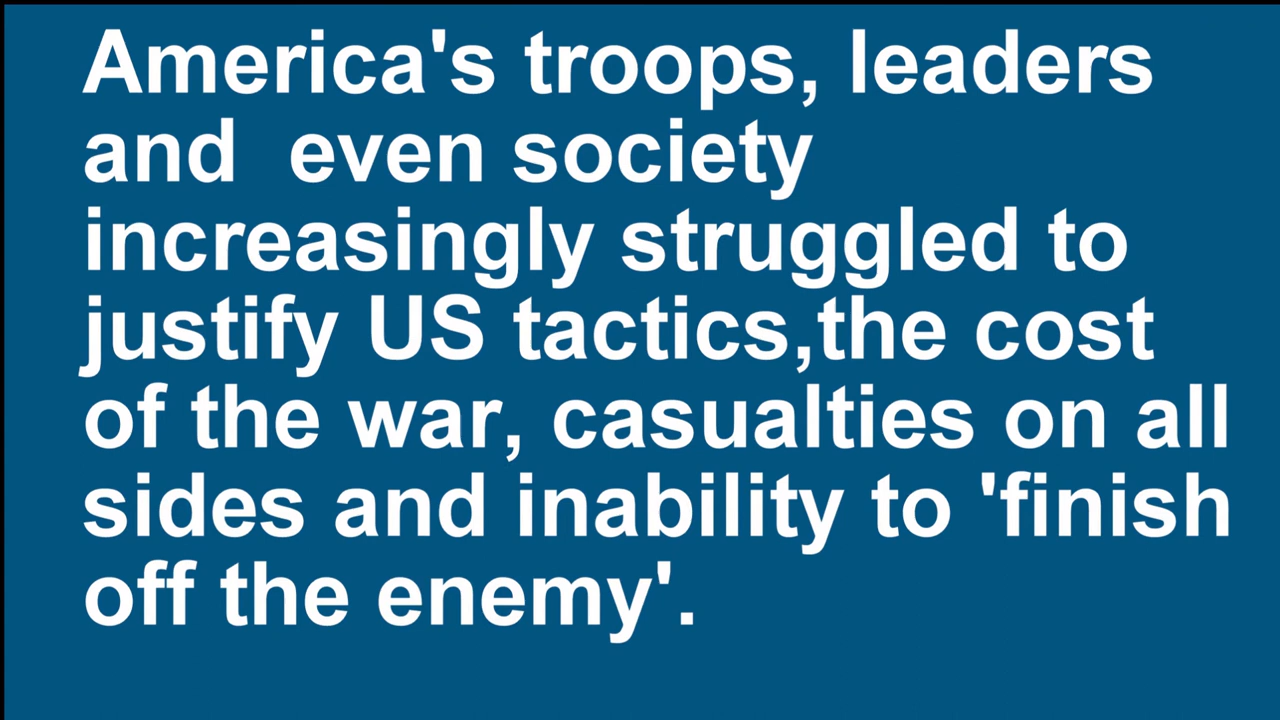 America's troops, leaders
and  even society
increasingly struggled to
justify US tactics,the cost
of the war, casualties on all
sides and inability to 'finish
off the enemy'.